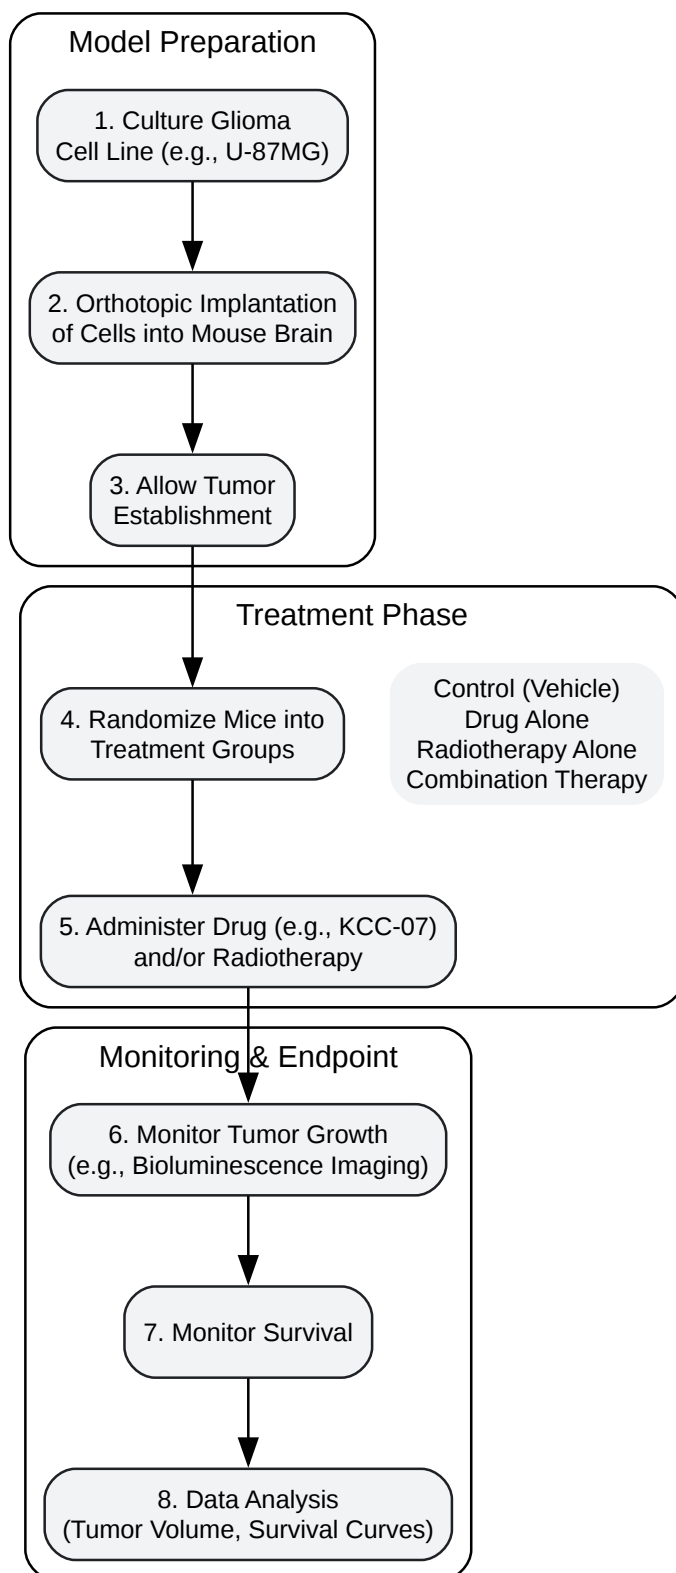 Model Preparation
1. Culture Glioma
Cell Line (e.g., U-87MG)
2. Orthotopic Implantation
of Cells into Mouse Brain
3. Allow Tumor
Establishment
Treatment Phase
4. Randomize Mice into
Treatment Groups
Control (Vehicle)
Drug Alone
Radiotherapy Alone
Combination Therapy
5. Administer Drug (e.g., KCC-07)
and/or Radiotherapy
Monitoring & Endpoint
6. Monitor Tumor Growth
(e.g., Bioluminescence Imaging)
7. Monitor Survival
8. Data Analysis
(Tumor Volume, Survival Curves)